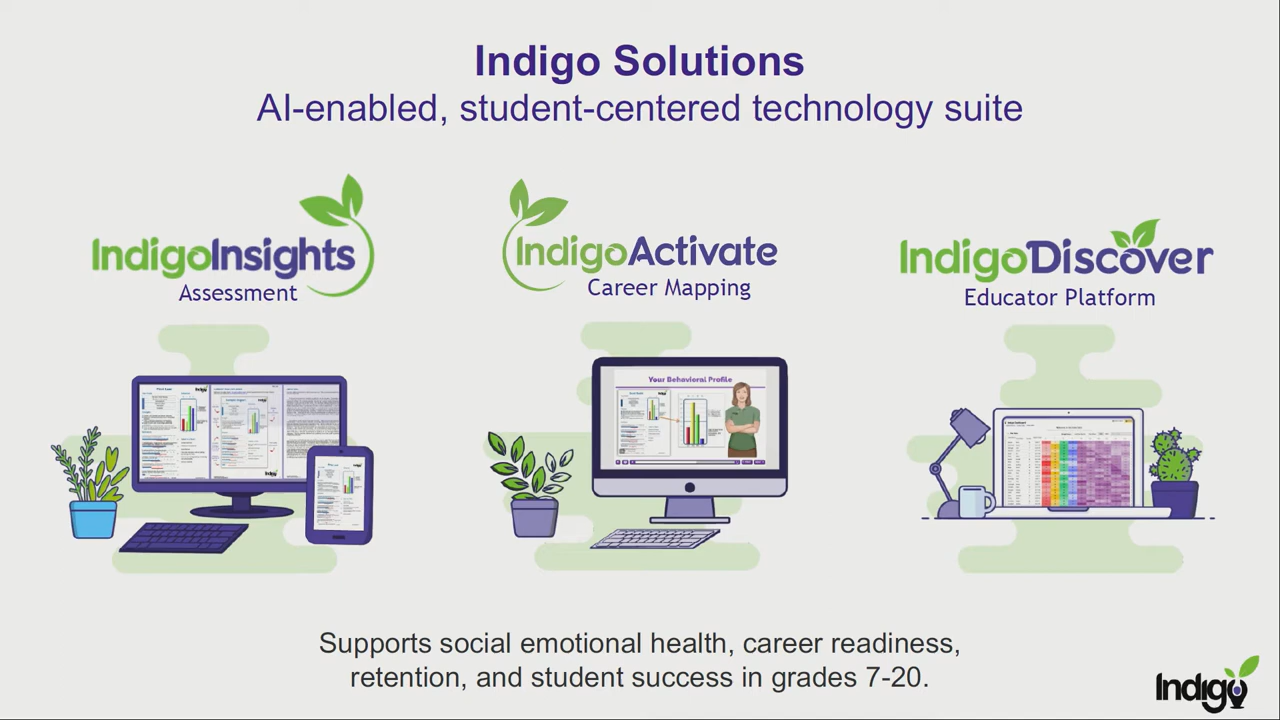 Indigo Solutions
AI-enabled, student-centered technology suite
IndigoInsights
Assessment
IndigoActivate
Career Mapping
IndigoDiscover
Educator Platform
Your Behavioral Profile
Supports social emotional health, career readiness,
retention, and student success in grades 7-20.
Indigo